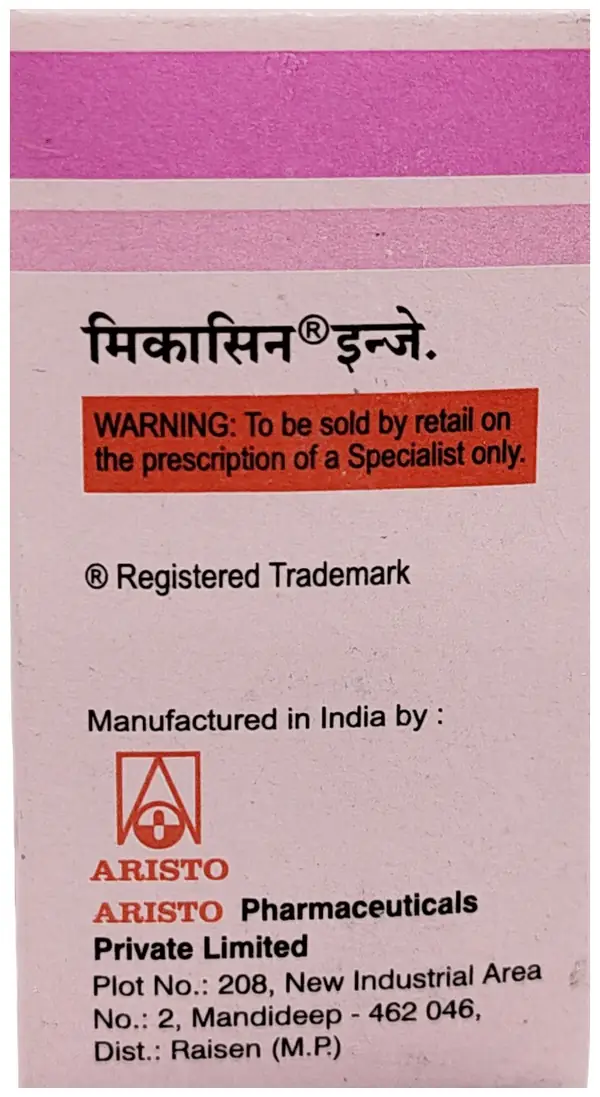 मिकासिन® इन्जे.
WARNING: To be sold by retail on
the prescription of a Specialist only.
® Registered Trademark
Manufactured in India by :
ARISTO
ARISTO Pharmaceuticals
Private Limited
Plot No.: 208, New Industrial Area
No.: 2, Mandideep - 462 046,
Dist.: Raisen (M.P.)